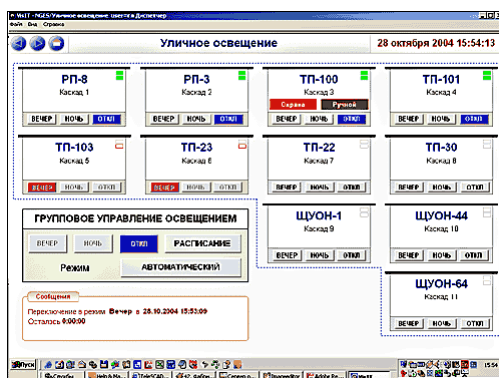 Уличное освещение
28 октября 2004 15:54:13
РП-8
Каскад 1
ВЕЧЕР НОЧЬ ОТКЛ
РП-3
Каскад 2
ВЕЧЕР НОЧЬ ОТКЛ
ТП-100
Каскад 3
Охрана Ручной
ВЕЧЕР НОЧЬ ОТКЛ
ТП-101
Каскад 4
ВЕЧЕР НОЧЬ ОТКЛ
ТП-103
Каскад 5
ВЕЧЕР НОЧЬ ОТКЛ
ТП-23
Каскад 6
ВЕЧЕР НОЧЬ ОТКЛ
ТП-22
Каскад 7
ВЕЧЕР НОЧЬ ОТКЛ
ТП-30
Каскад 8
ВЕЧЕР НОЧЬ ОТКЛ
ГРУППОВОЕ УПРАВЛЕНИЕ ОСВЕЩЕНИЕМ
ВЕЧЕР НОЧЬ ОТКЛ РАСПИСАНИЕ
Режим АВТОМАТИЧЕСКИЙ
ЩУОН-1
Каскад 9
ВЕЧЕР НОЧЬ ОТКЛ
ЩУОН-44
Каскад 10
ВЕЧЕР НОЧЬ ОТКЛ
Сообщения
Переключение в режим Вечер в 28.10.2004 15:53:09
Осталось 0:00:00
ЩУОН-64
Каскад 11
ВЕЧЕР НОЧЬ ОТКЛ
Пуск